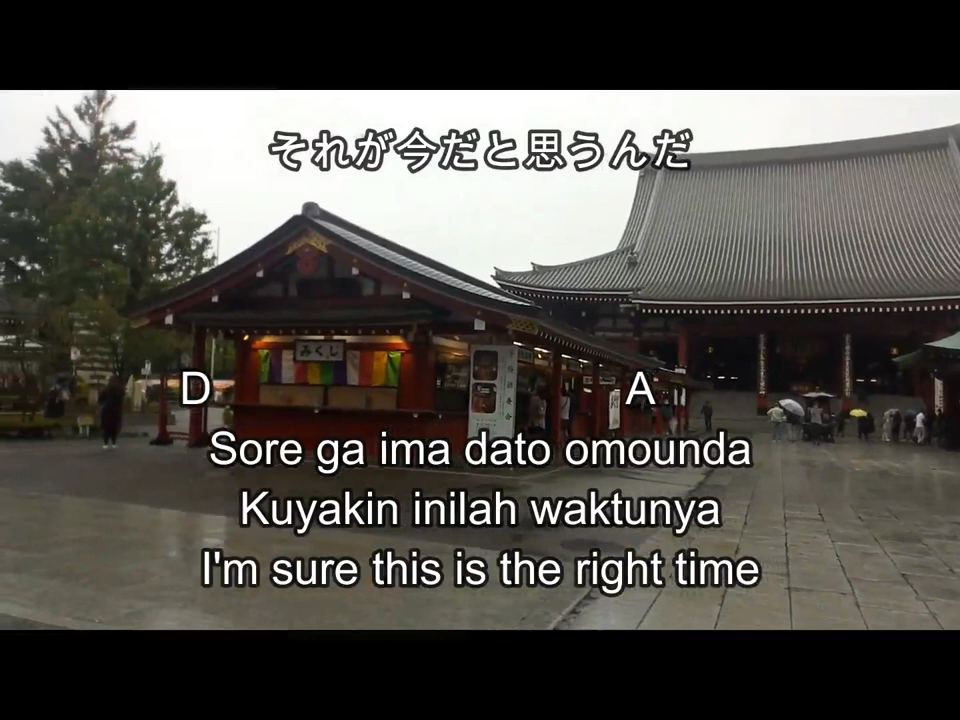 それが今だと思うんだ
みくじ
D A
Sore ga ima dato omounda
Kuyakin inilah waktunya
I'm sure this is the right time